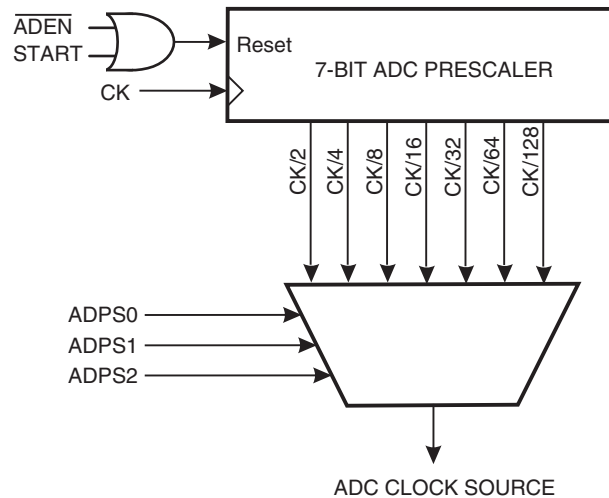 ADEN
START
Reset
CK
7-BIT ADC PRESCALER
CK/2
CK/4
CK/8
CK/16
CK/32
CK/64
CK/128
ADPS0
ADPS1
ADPS2
ADC CLOCK SOURCE